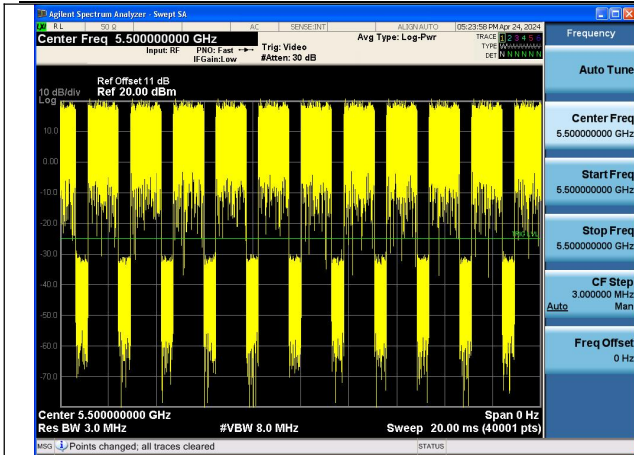 Agilent Spectrum Analyzer - Swept SA
RL 50 Ω AC SENSE:INT ALIGN AUTO 05:23:58 PM Apr 24, 2024
Center Freq 5.500000000 GHz
Avg Type: Log-Pwr
TRACE 1 2 3 4 5 6
TYPE
DET N N N N N N
Input: RF PNO: Fast Trig: Video
IFGain:Low #Atten: 30 dB
Ref Offset 11 dB
10 dB/div Ref 20.00 dBm
Log
10.0
0.00
-10.0
-20.0
-30.0
-40.0
-50.0
-60.0
-70.0
Center 5.500000000 GHz Span 0 Hz
Res BW 3.0 MHz #VBW 8.0 MHz Sweep 20.00 ms (40001 pts)
MSG Points changed; all traces cleared STATUS
Frequency
Auto Tune
Center Freq
5.500000000 GHz
Start Freq
5.500000000 GHz
Stop Freq
5.500000000 GHz
CF Step
3.000000 MHz
Auto Man
Freq Offset
0 Hz